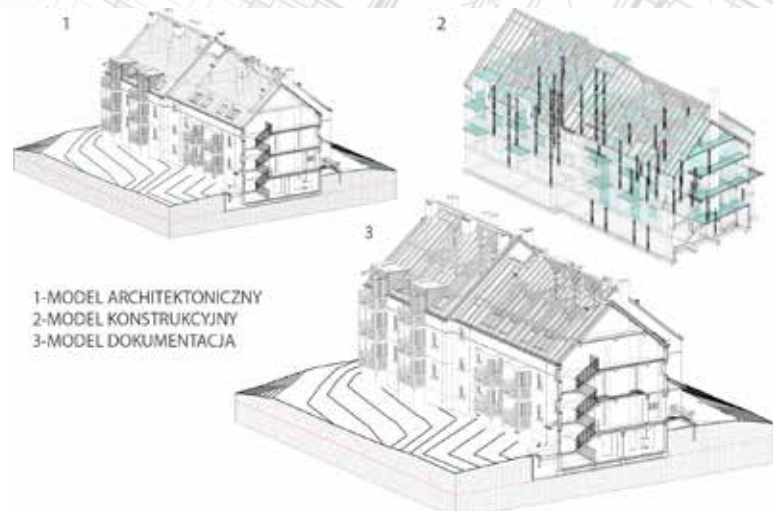 1
2
3
1-MODEL ARCHITEKTONICZNY
2-MODEL KONSTRUKCYJNY
3-MODEL DOKUMENTACJA